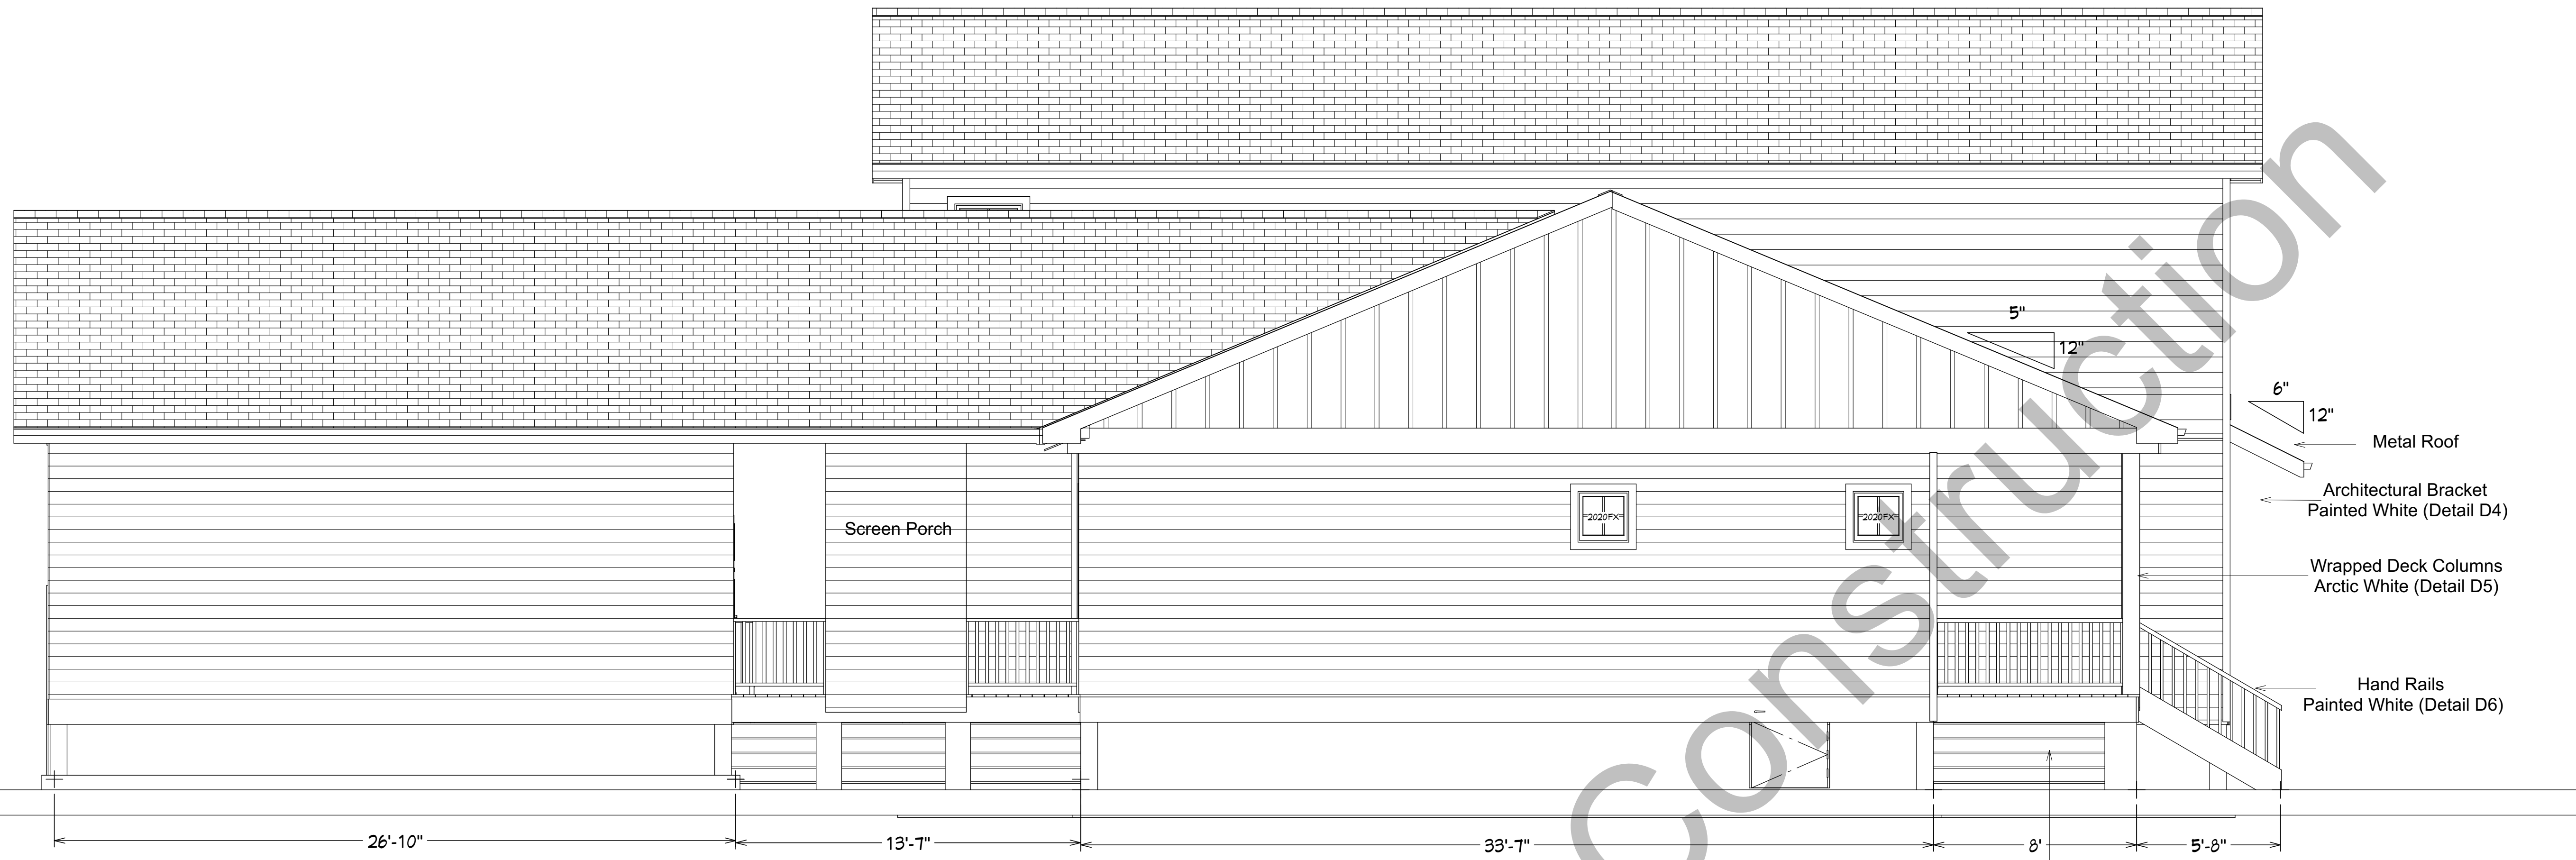 5"
12"
6"
12"
Metal Roof
Architectural Bracket
Painted White (Detail D4)
Screen Porch
2020FX
2020FX
Wrapped Deck Columns
Arctic White (Detail D5)
Hand Rails
Painted White (Detail D6)
26'-10"
13'-7"
33'-7"
8'
5'-8"
Construction